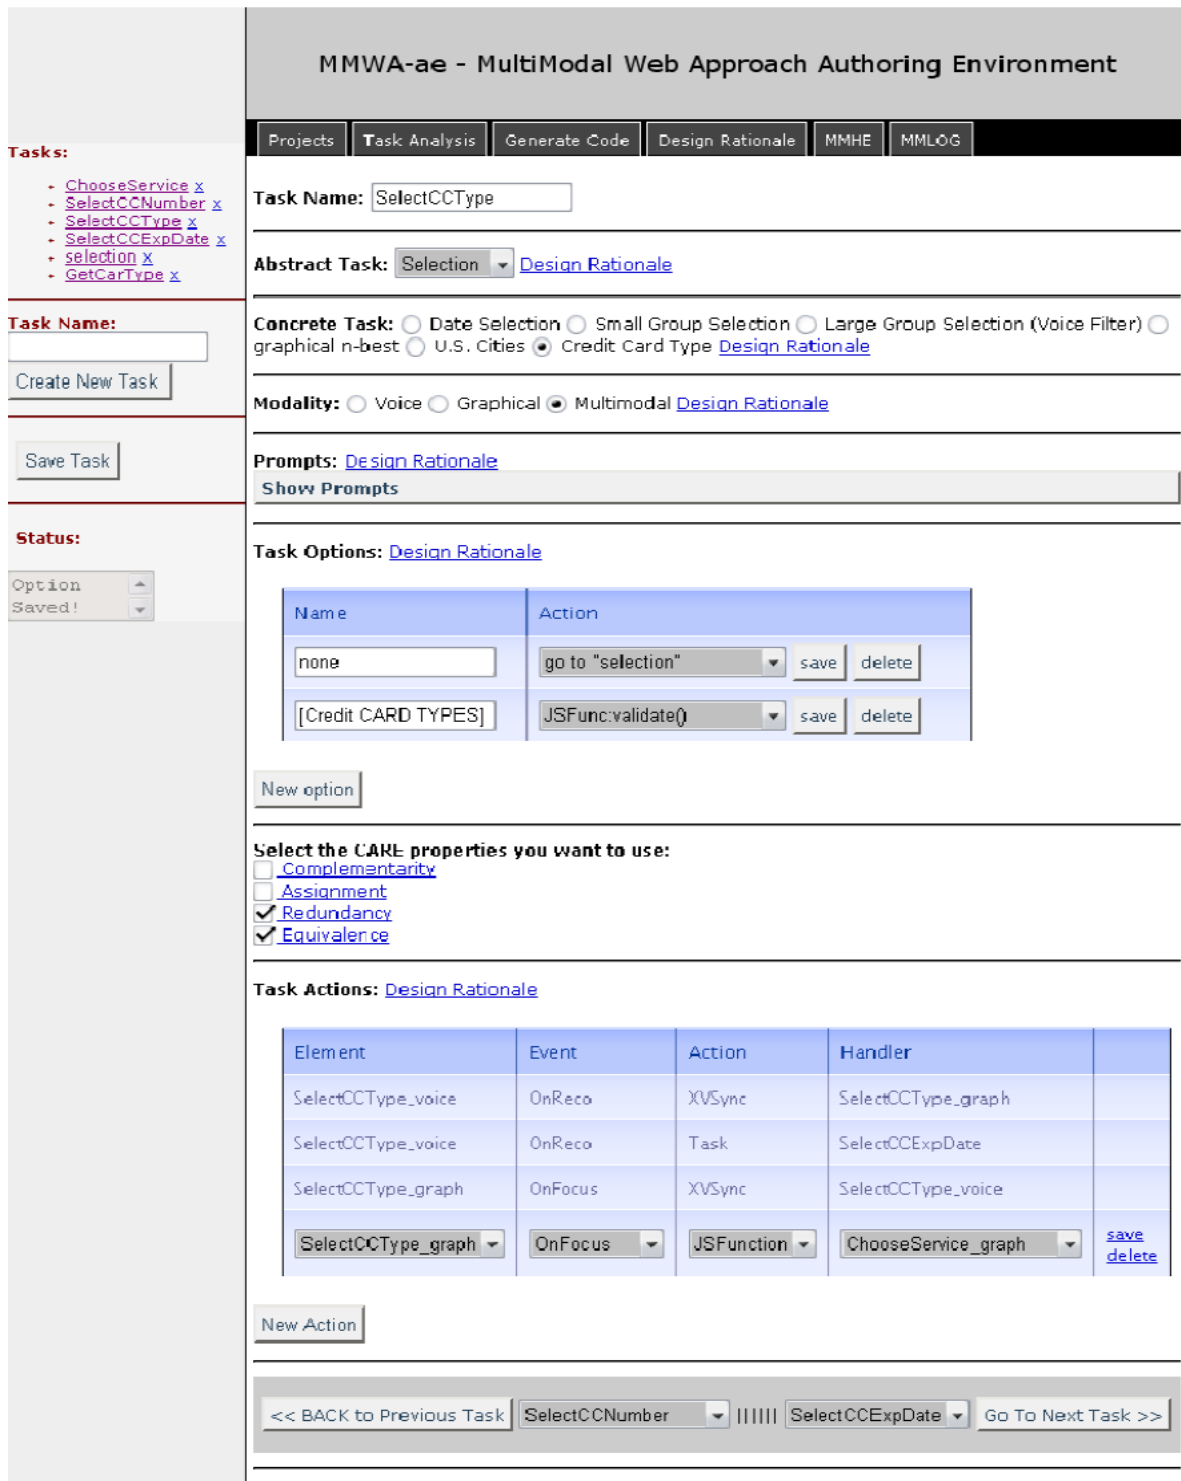 MMWA-ae - MultiModal Web Approach Authoring Environment
Projects Task Analysis Generate Code Design Rationale MMHE MMLOG
Tasks:
ChooseService x
SelectCCNumber x
SelectCCType x
SelectCCExpDate x
selection x
GetCarType x
Task Name:
Create New Task
Save Task
Status:
Option
Saved!
Task Name: SelectCCType
Abstract Task: Selection Design Rationale
Concrete Task: Date Selection Small Group Selection Large Group Selection (Voice Filter)
graphical n-best U.S. Cities Credit Card Type Design Rationale
Modality: Voice Graphical Multimodal Design Rationale
Prompts: Design Rationale
Show Prompts
Task Options: Design Rationale
Name Action
none go to "selection" save delete
[Credit CARD TYPES] JSFunc:validate() save delete
New option
Select the CARE properties you want to use:
Complementarity
Assignment
Redundancy
Equivalence
Task Actions: Design Rationale
Element Event Action Handler
SelectCCType_voice OnReco XVSync SelectCCType_graph
SelectCCType_voice OnReco Task SelectCCExpDate
SelectCCType_graph OnFocus XVSync SelectCCType_voice
SelectCCType_graph OnFocus JSFunction ChooseService_graph save
delete
New Action
<< BACK to Previous Task SelectCCNumber |||||| SelectCCExpDate Go To Next Task >>